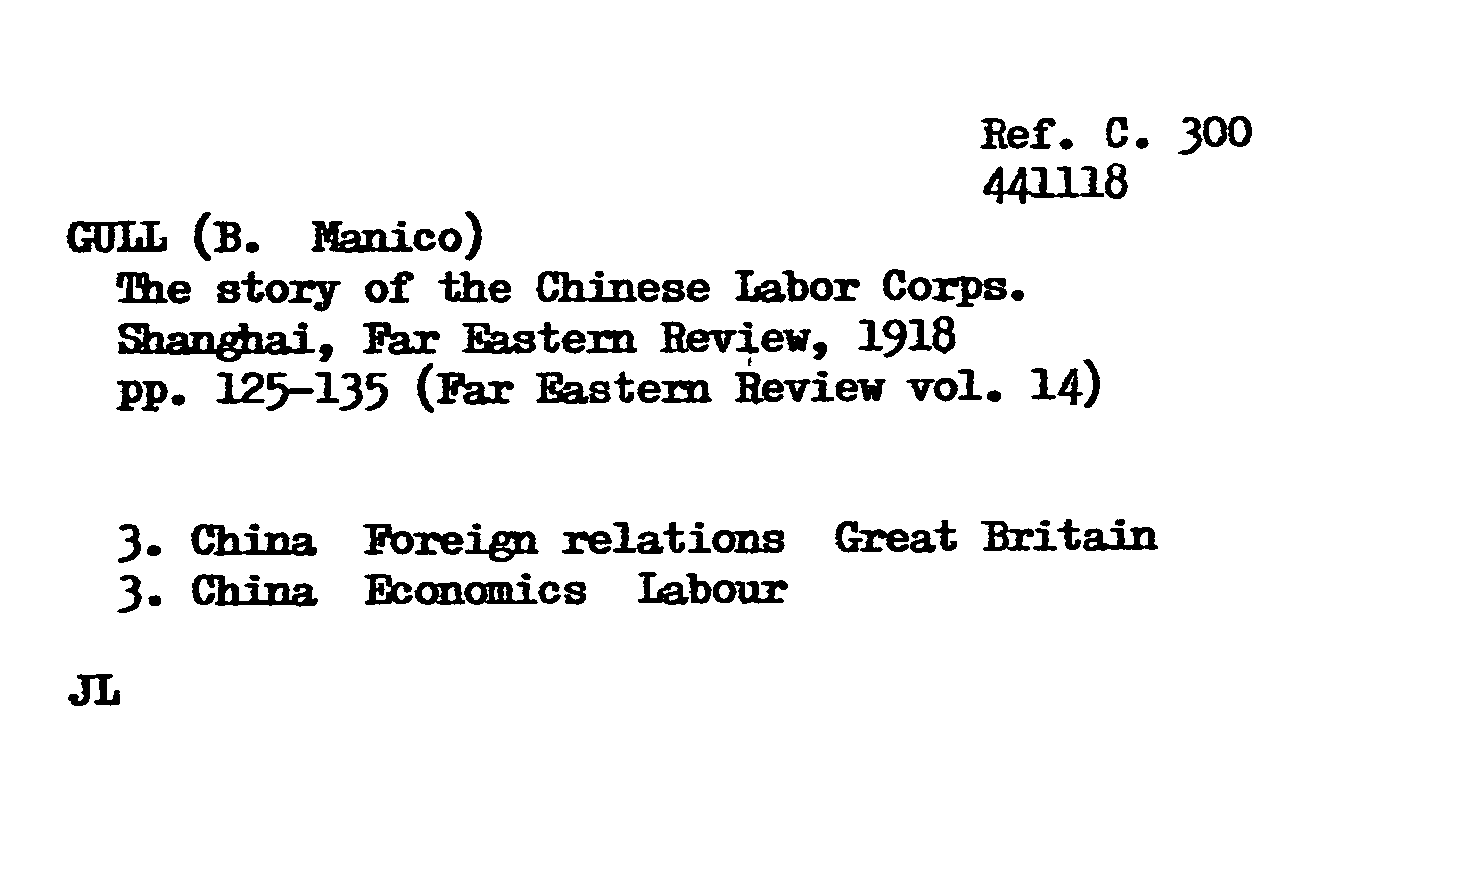 Ref. C. 300
441118
GULL (B. Manico)
The story of the Chinese Labor Corps.
Shanghai, Far Eastern Review, 1918
pp. 125-135 (Far Eastern Review vol. 14)
3. China Foreign relations Great Britain
3. China Economics Labour
JL